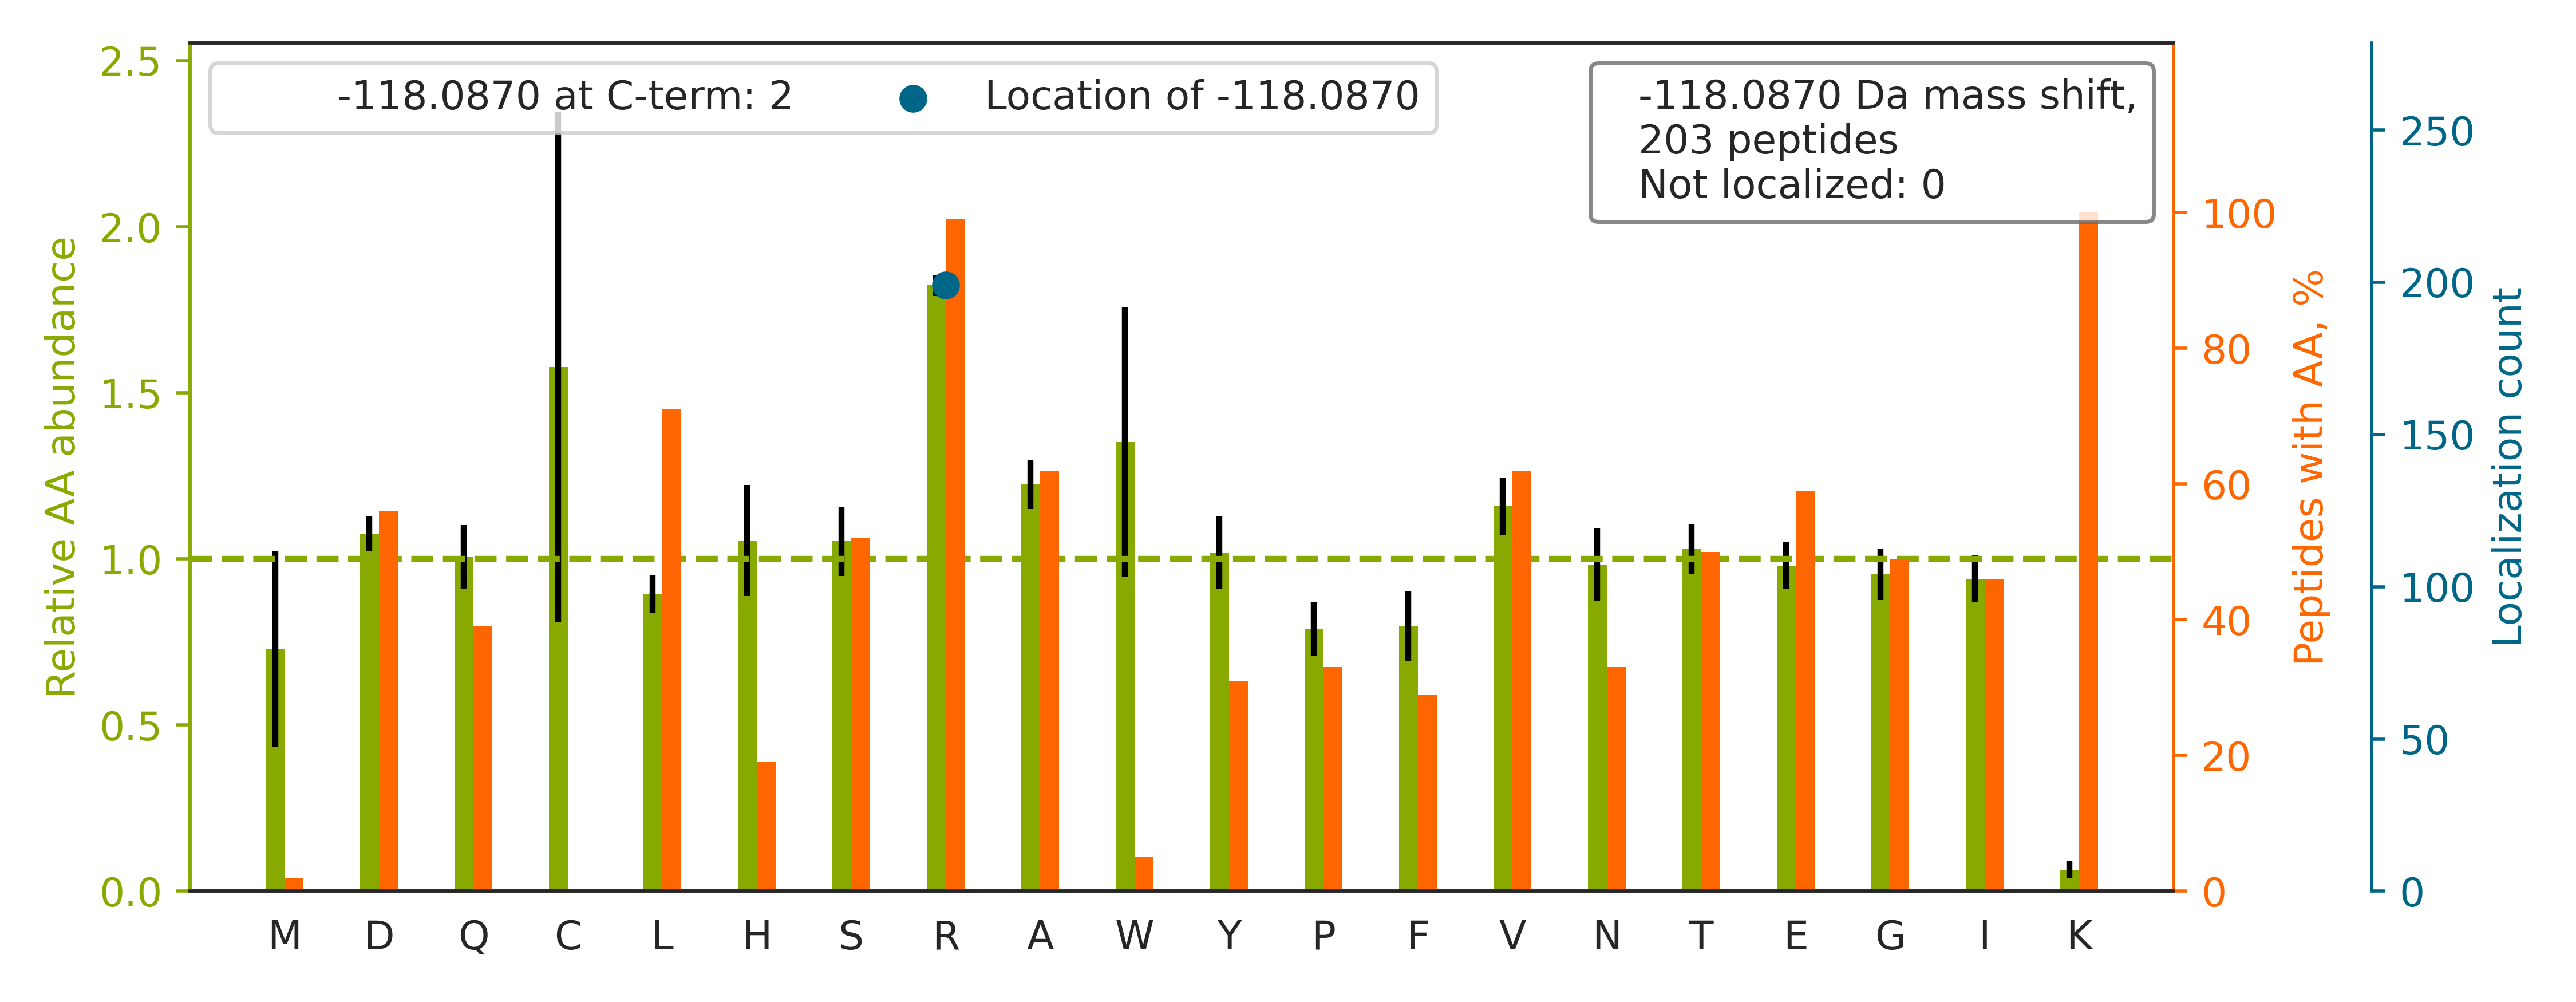 -118.0870 at C-term: 2
Location of -118.0870
-118.0870 Da mass shift,
203 peptides
Not localized: 0
Relative AA abundance
2.5
2.0
1.5
1.0
0.5
0.0
M D Q C L H S R A W Y P F V N T E G I K
100
80
60
40
20
0
Peptides with AA, %
250
200
150
100
50
0
Localization count